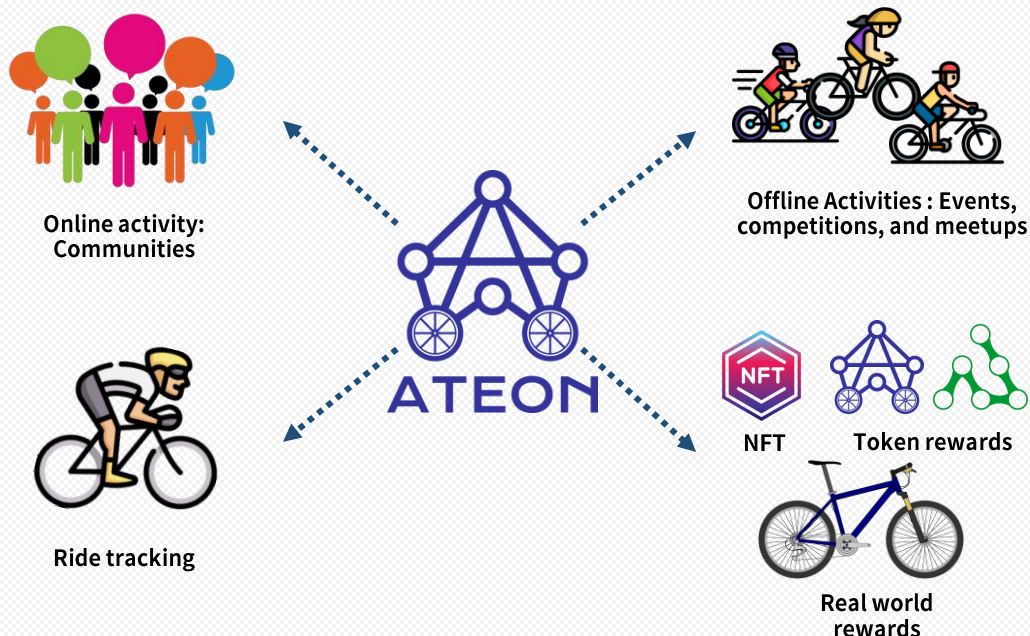 Online activity:
Communities
Offline Activities : Events,
competitions, and meetups
ATEON
Ride tracking
NFT
NFT
Token rewards
Real world
rewards